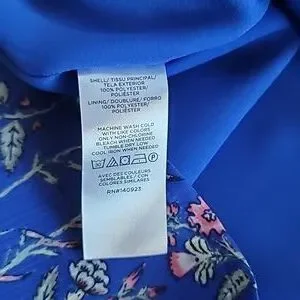 SHELL/ TISSU PRINCIPAL/
TELA EXTERIOR
100% POLYESTER/
POLIÉSTER
LINING/ DOUBLURE/ FORRO
100% POLYESTER/
POLIÉSTER
MACHINE WASH COLD
WITH LIKE COLORS
ONLY NON-CHLORINE
BLEACH WHEN NEEDED
TUMBLE DRY LOW
COOL IRON WHEN NEEDED
AVEC DES COULEURS
SEMBLABLES / CON
COLORES SIMILARES
RN#140923